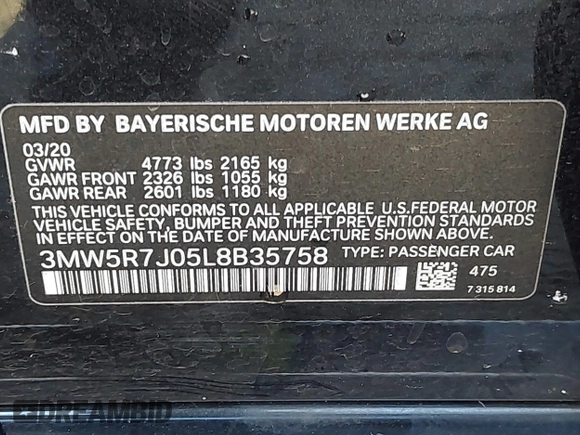 MFD BY BAYERISCHE MOTOREN WERKE AG
03/20
GVWR 4773 lbs 2165 kg
GAWR FRONT 2326 lbs 1055 kg
GAWR REAR 2601 lbs 1180 kg
THIS VEHICLE CONFORMS TO ALL APPLICABLE U.S.FEDERAL MOTOR
VEHICLE SAFETY, BUMPER AND THEFT PREVENTION STANDARDS
IN EFFECT ON THE DATE OF MANUFACTURE SHOWN ABOVE.
3MW5R7J05L8B35758 TYPE: PASSENGER CAR
475
7 315 814
DREAMBID